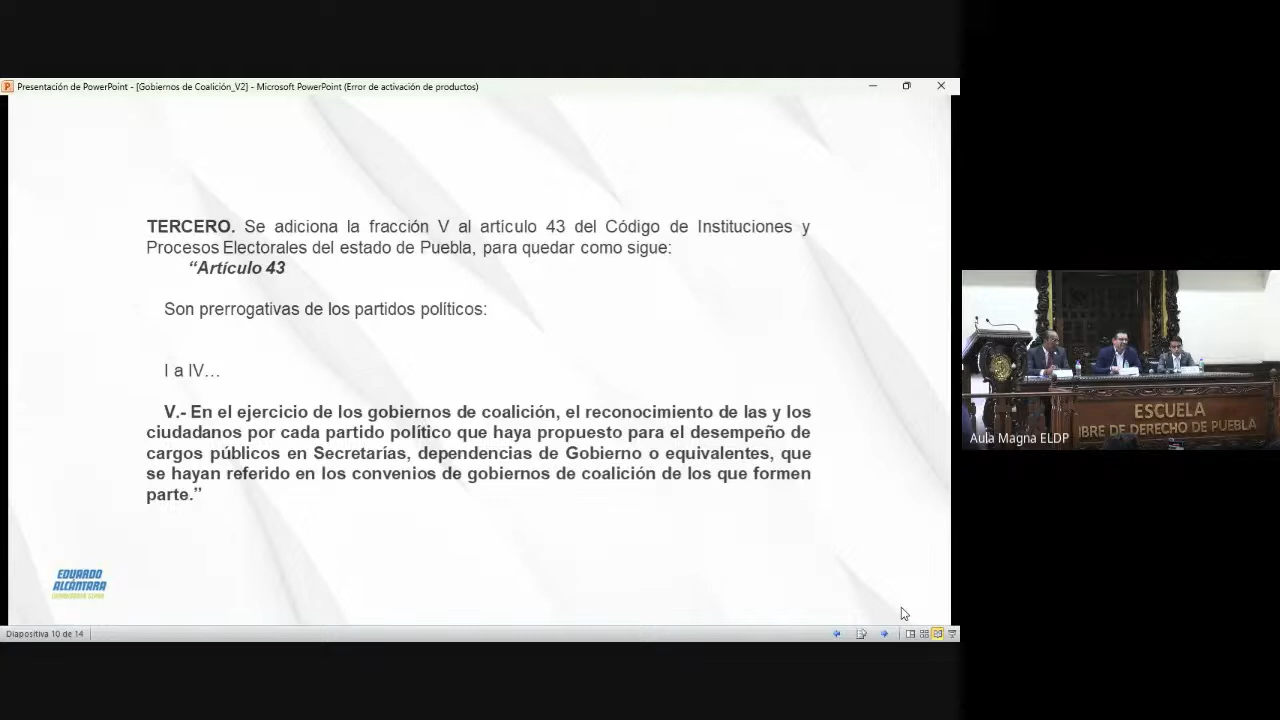 Presentación de PowerPoint - [Gobiernos de Coalición_V2] - Microsoft PowerPoint (Error de activación de productos)
TERCERO. Se adiciona la fracción V al artículo 43 del Código de Instituciones y
Procesos Electorales del estado de Puebla, para quedar como sigue:
“Artículo 43
Son prerrogativas de los partidos políticos:
I a IV…
V.- En el ejercicio de los gobiernos de coalición, el reconocimiento de las y los
ciudadanos por cada partido político que haya propuesto para el desempeño de
cargos públicos en Secretarías, dependencias de Gobierno o equivalentes, que
se hayan referido en los convenios de gobiernos de coalición de los que formen
parte.”
EDUARDO
ALCÁNTARA
Diapositiva 10 de 14
ESCUELA
IBRE DE DERECHO DE PUEBLA
Aula Magna ELDP